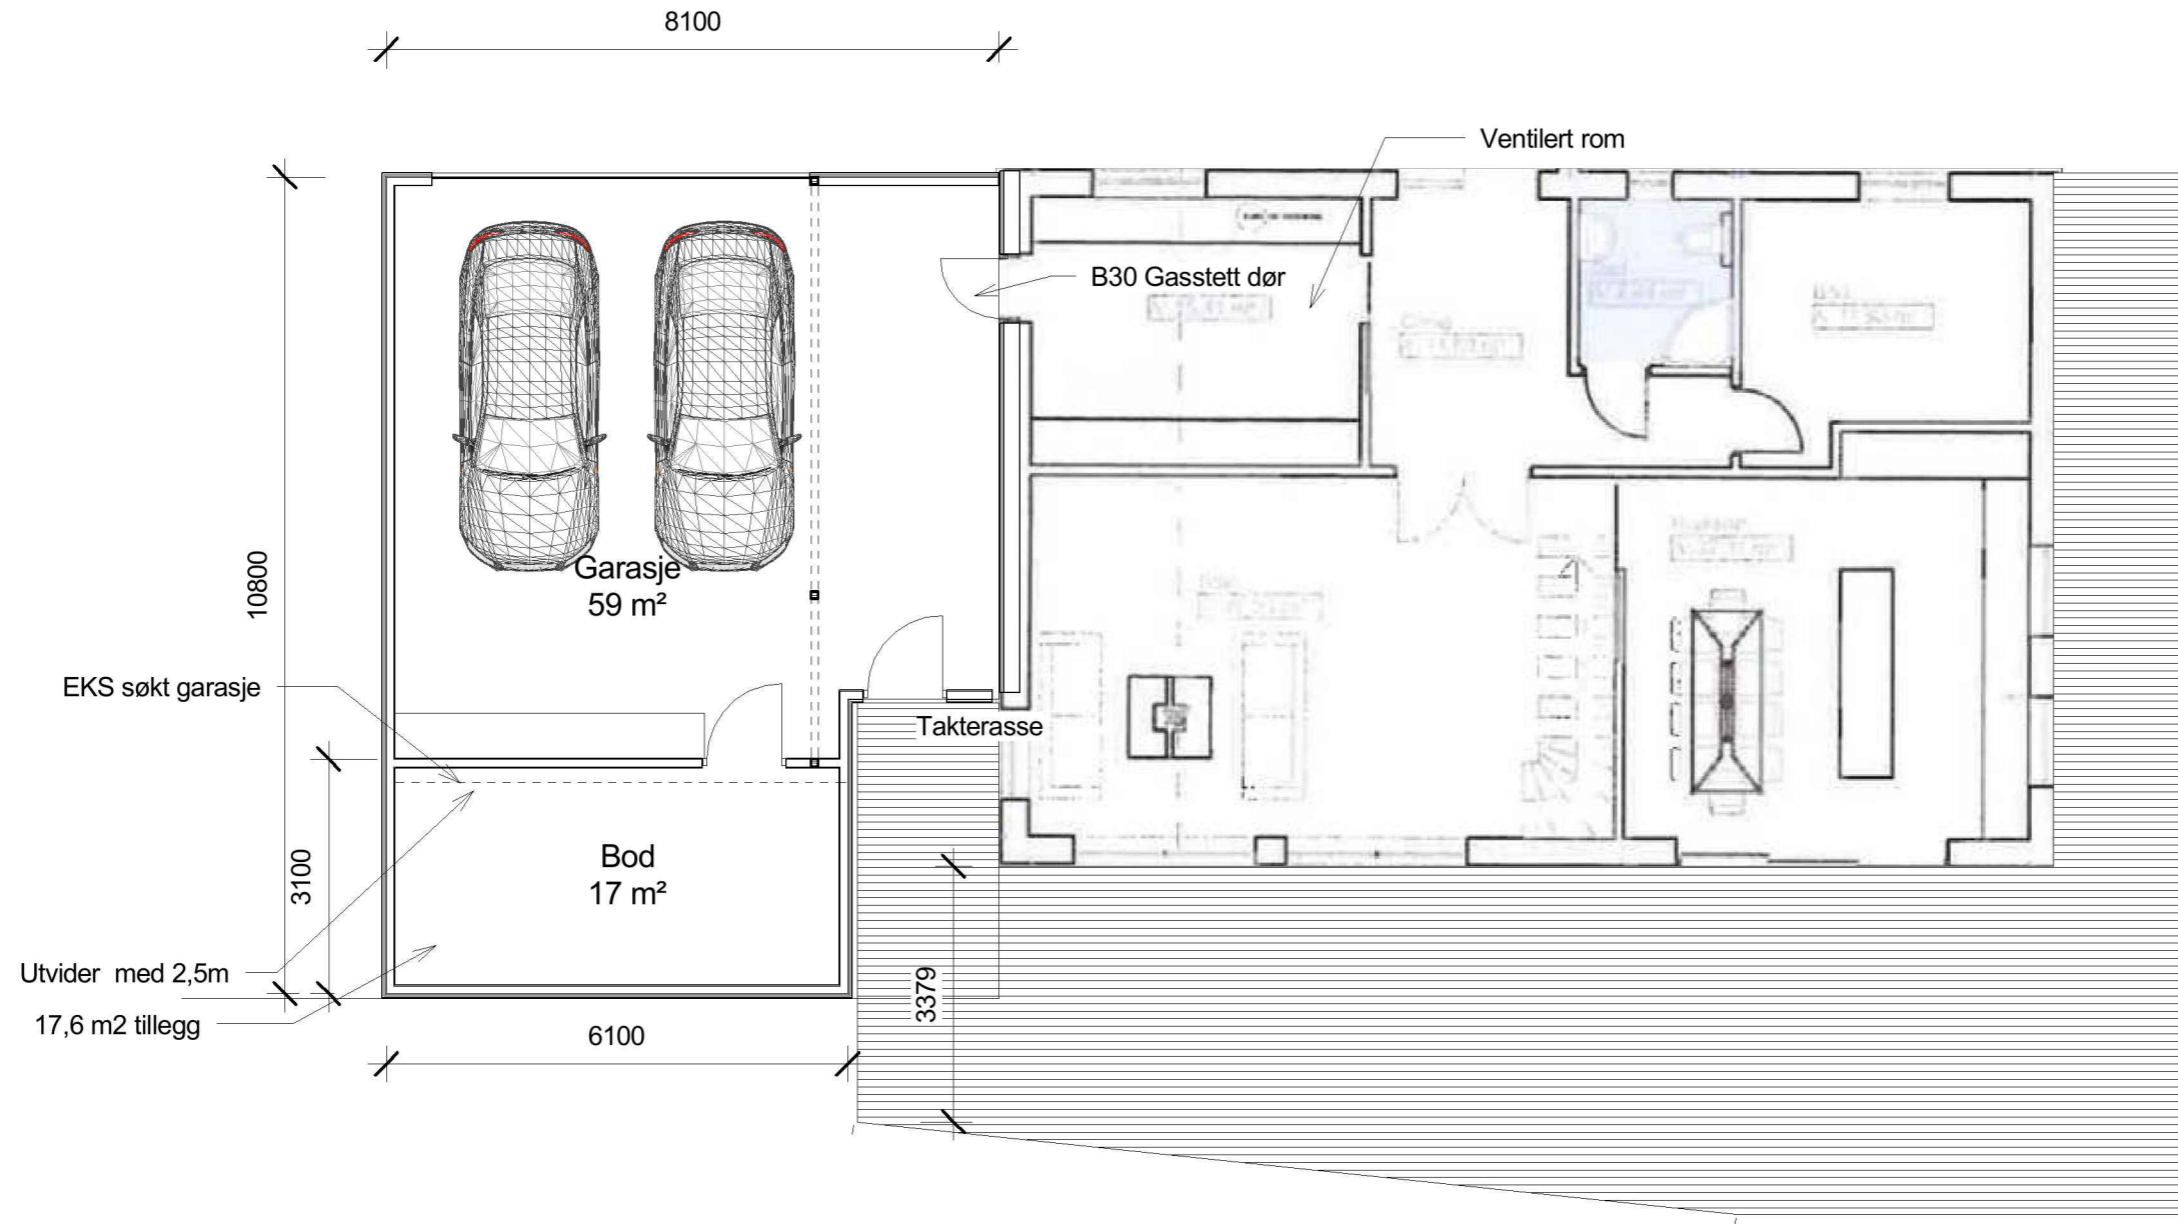 8100
Ventilert rom
B30 Gasstett dør
10800
Garasje
59 m²
EKS søkt garasje
Takterasse
3100
Bod
17 m²
Utvider med 2,5m
17,6 m2 tillegg
3379
6100